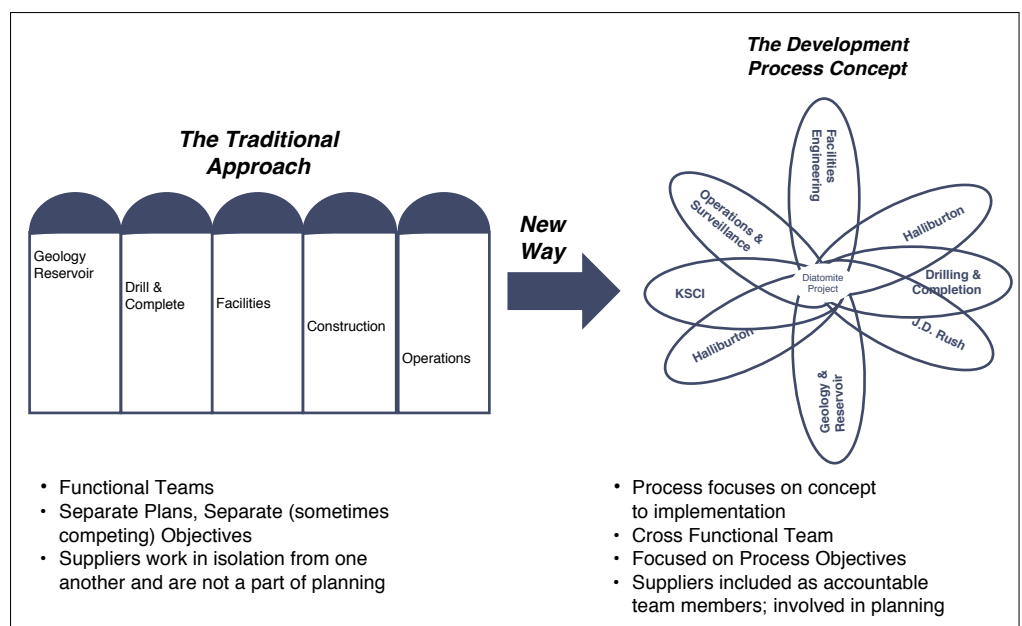 The Traditional
Approach
Geology
Reservoir
Drill &
Complete
Facilities
Construction
Operations
• Functional Teams
• Separate Plans, Separate (sometimes
competing) Objectives
• Suppliers work in isolation from one
another and are not a part of planning
New
Way
The Development
Process Concept
Facilities
Engineering
Operations &
Surveillance
Halliburton
KSCI
Diatomite
Project
Drilling &
Completion
Halliburton
J.D. Rush
Geology &
Reservoir
• Process focuses on concept
to implementation
• Cross Functional Team
• Focused on Process Objectives
• Suppliers included as accountable
team members; involved in planning